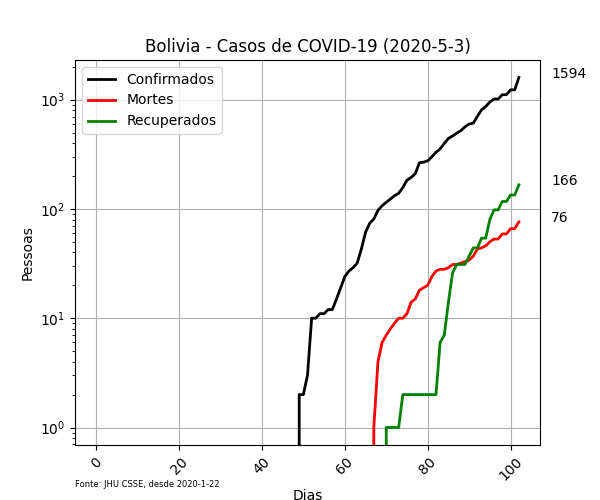 Bolivia - Casos de COVID-19 (2020-5-3)
Confirmados
Mortes
Recuperados
1594
166
76
Pessoas
10³
10²
10¹
10⁰
0 20 40 60 80 100
Fonte: JHU CSSE, desde 2020-1-22
Dias